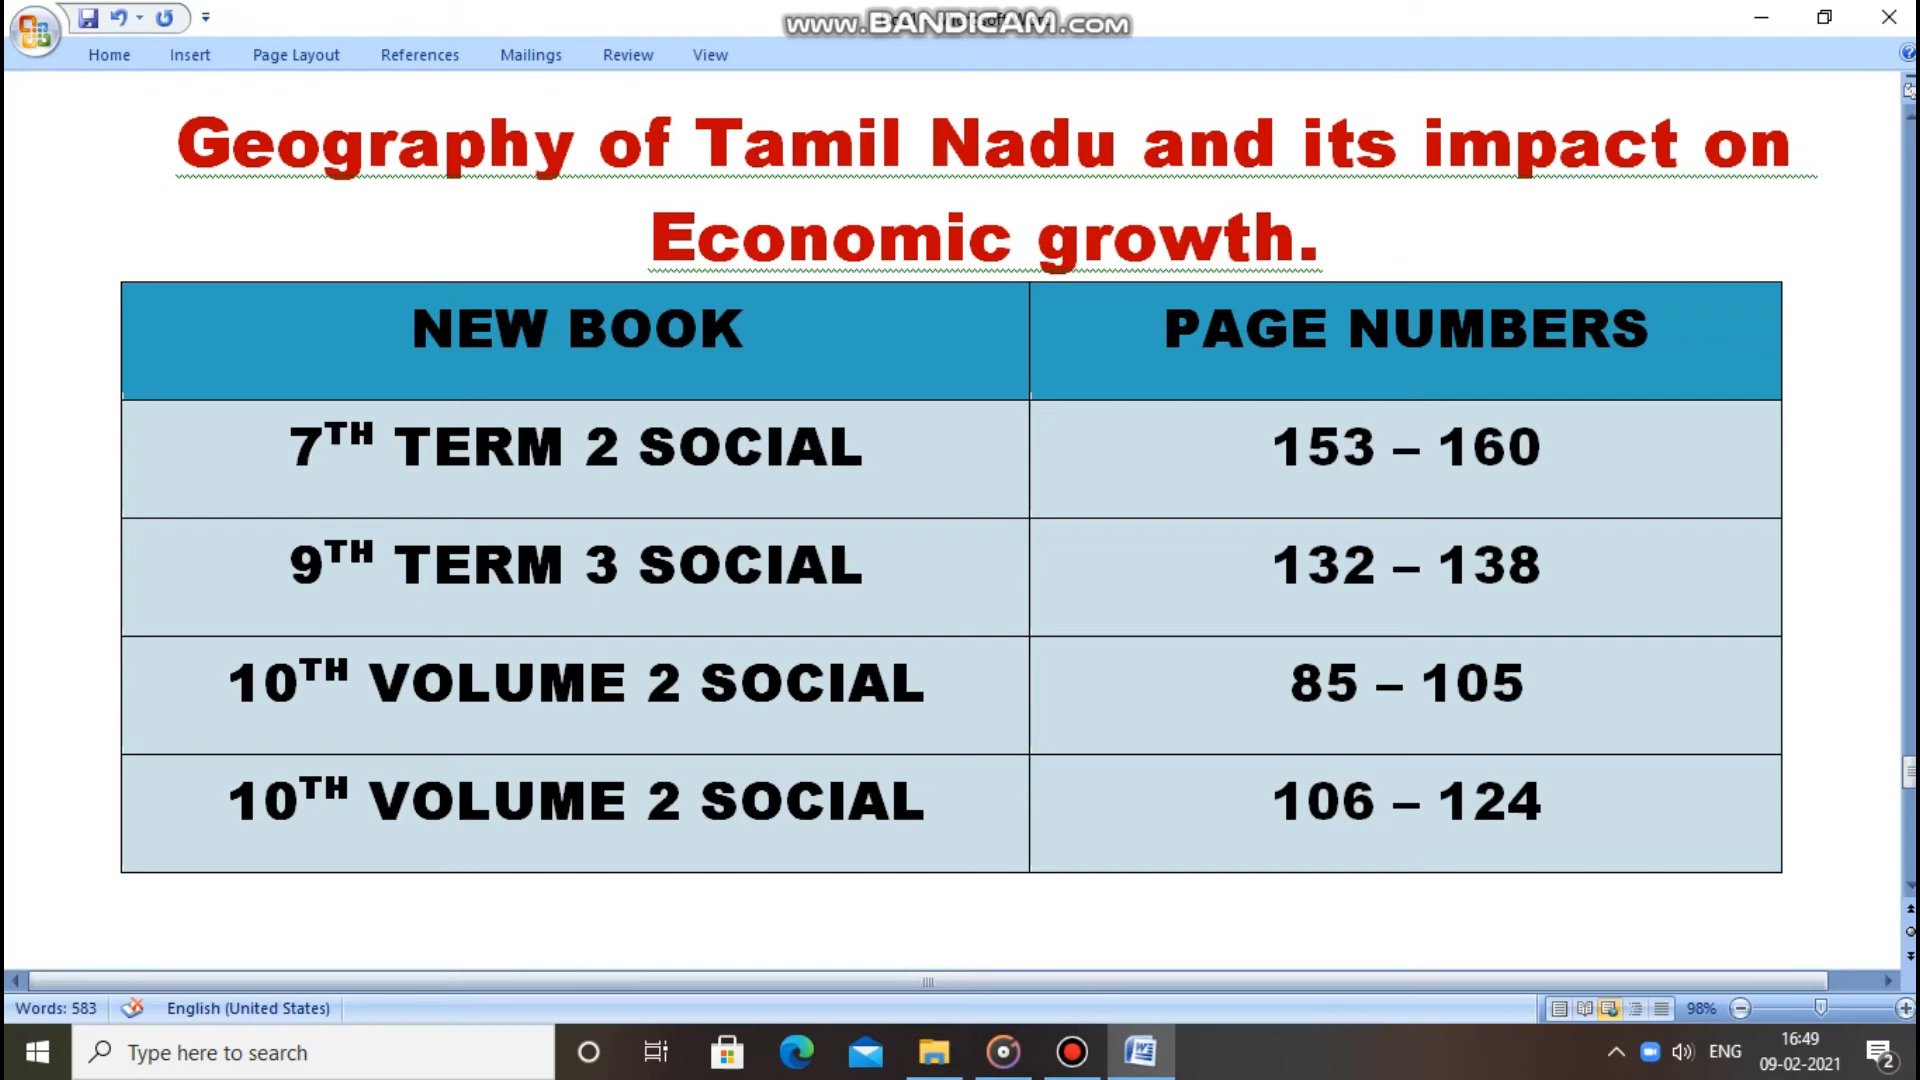 www.BANDICAM.com
Home Insert Page Layout References Mailings Review View
Geography of Tamil Nadu and its impact on
Economic growth.
NEW BOOK PAGE NUMBERS
7TH TERM 2 SOCIAL 153 – 160
9TH TERM 3 SOCIAL 132 – 138
10TH VOLUME 2 SOCIAL 85 – 105
10TH VOLUME 2 SOCIAL 106 – 124
Words: 583 English (United States) 98%
Type here to search ENG 16:49
09-02-2021 2